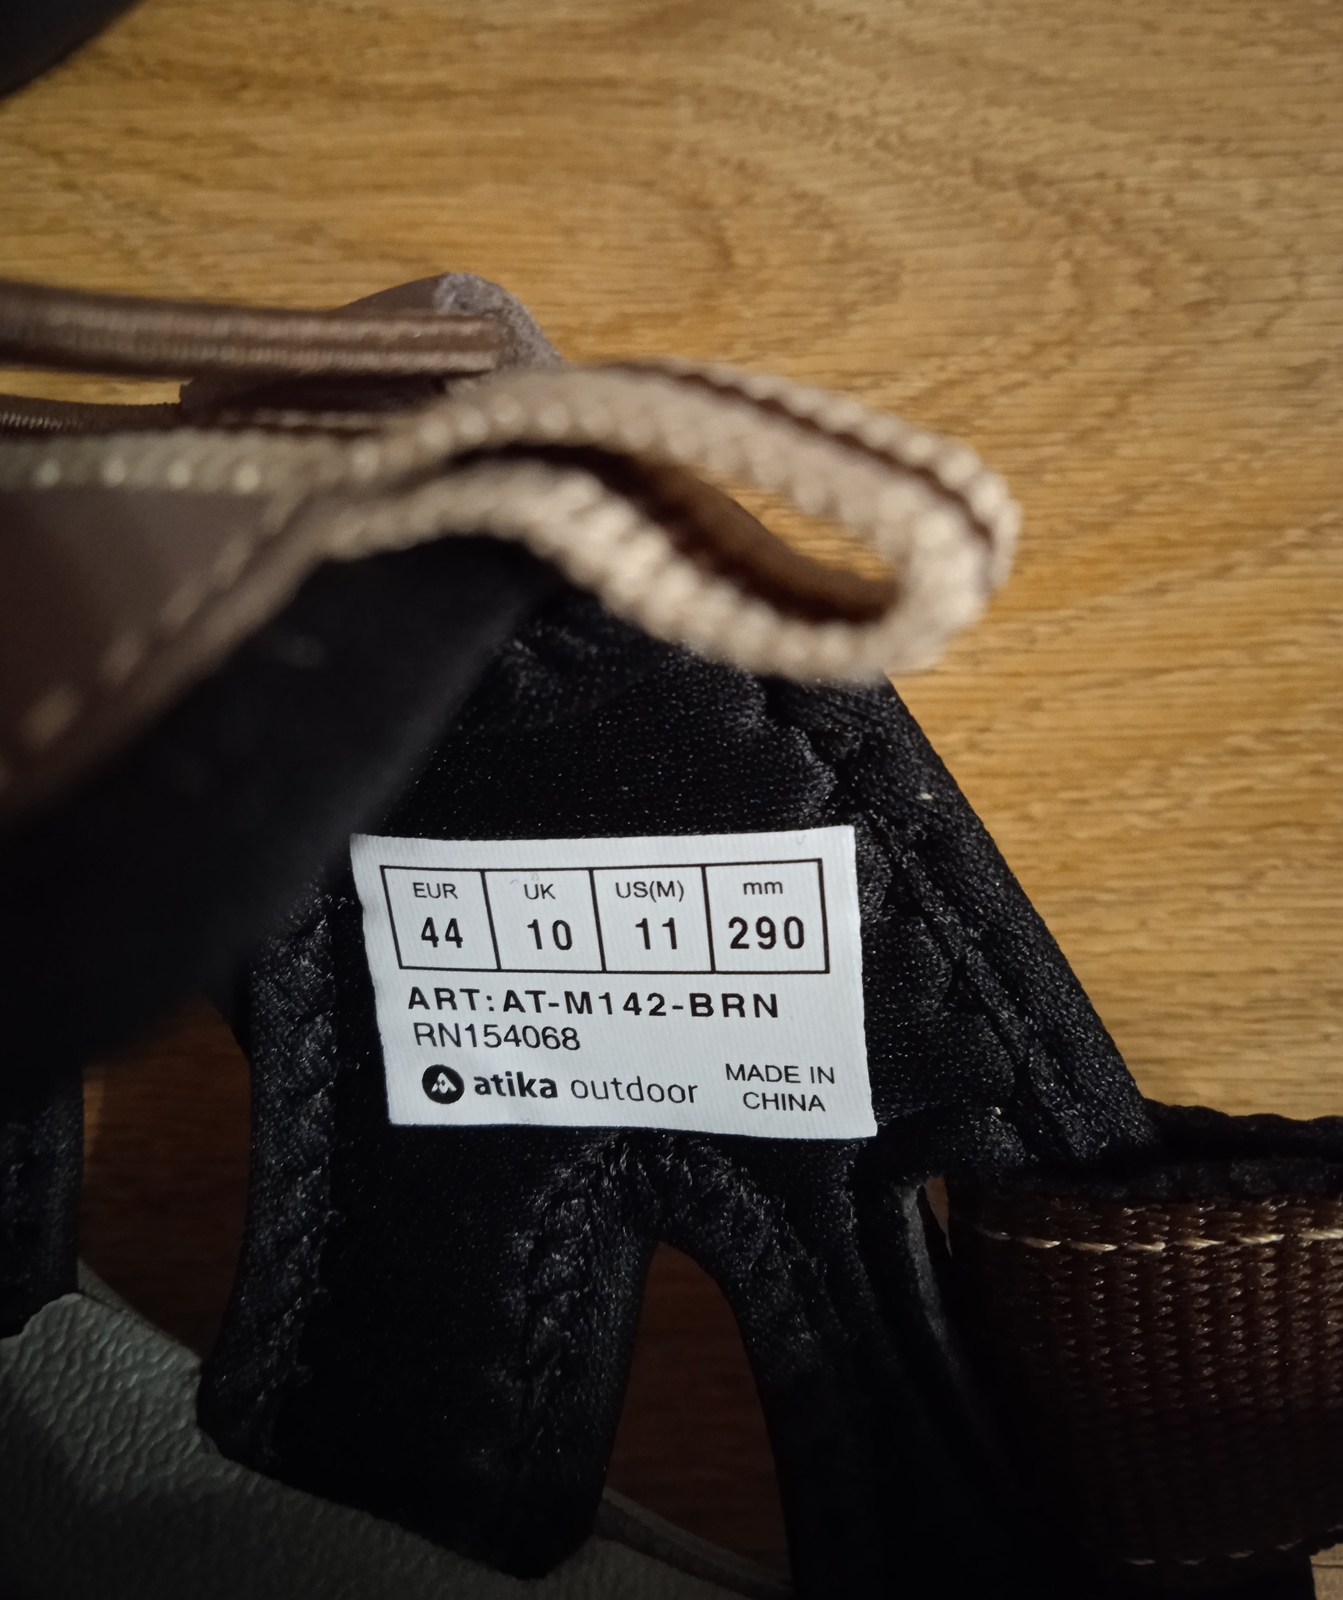 EUR UK US(M) mm
44 10 11 290
ART:AT-M142-BRN
RN154068
atika outdoor MADE IN
CHINA